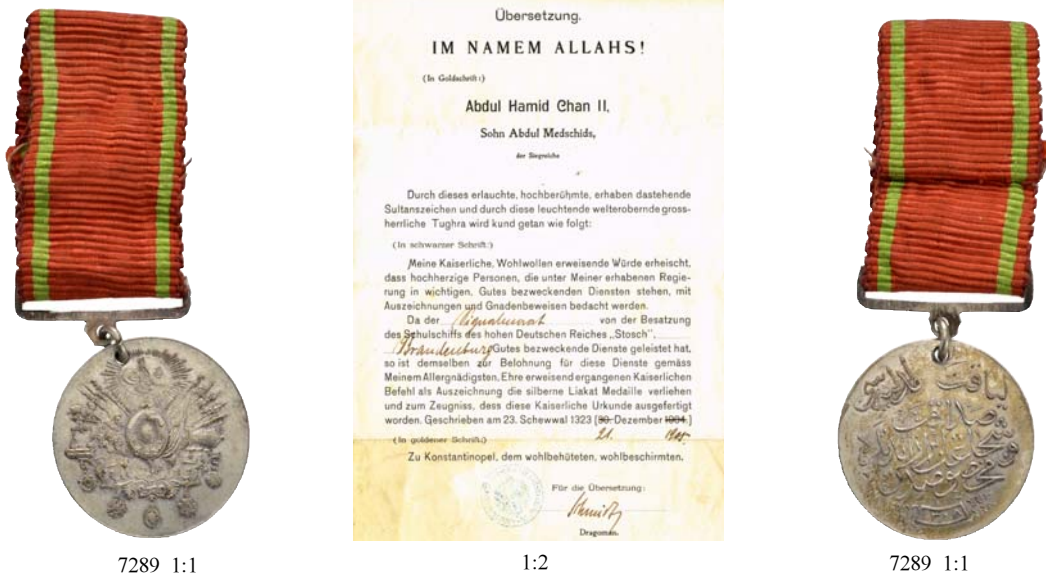 Übersetzung.
IM NAMEM ALLAHS!
(In Goldschrift:)
Abdul Hamid Chan II,
Sohn Abdul Medschids,
der Siegreiche
Durch dieses erlauchte, hochberühmte, erhaben dastehende
Sultanszeichen und durch diese leuchtende welterobernde gross-
herrliche Tughra wird kund getan wie folgt:
(In schwarzer Schrift:)
Meine Kaiserliche, Wohlwollen erweisende Würde erheischt,
dass hochherzige Personen, die unter Meiner erhabenen Regie-
rung in wichtigen, Gutes bezweckenden Diensten stehen, mit
Auszeichnungen und Gnadenbeweisen bedacht werden.
Da der Signalmaat von der Besatzung
des Schulschiffs des hohen Deutschen Reiches „Stosch",
Brandenburg Gutes bezweckende Dienste geleistet hat,
so ist demselben zur Belohnung für diese Dienste gemäss
Meinem Allergnädigsten, Ehre erweisend ergangenen Kaiserlichen
Befehl als Auszeichnung die silberne Liakat Medaille verliehen
und zum Zeugniss, dess diese Kaiserliche Urkunde ausgefertigt
worden. Geschrieben am 23. Schewwal 1323 [30. Dezember 1904.]
(In goldener Schrift:) 21. 1905.
Zu Konstantinopel, dem wohlbehüteten, wohlbeschirmten.
Für die Übersetzung:
Schmidt
Dragoman.
7289 1:1
1:2
7289 1:1